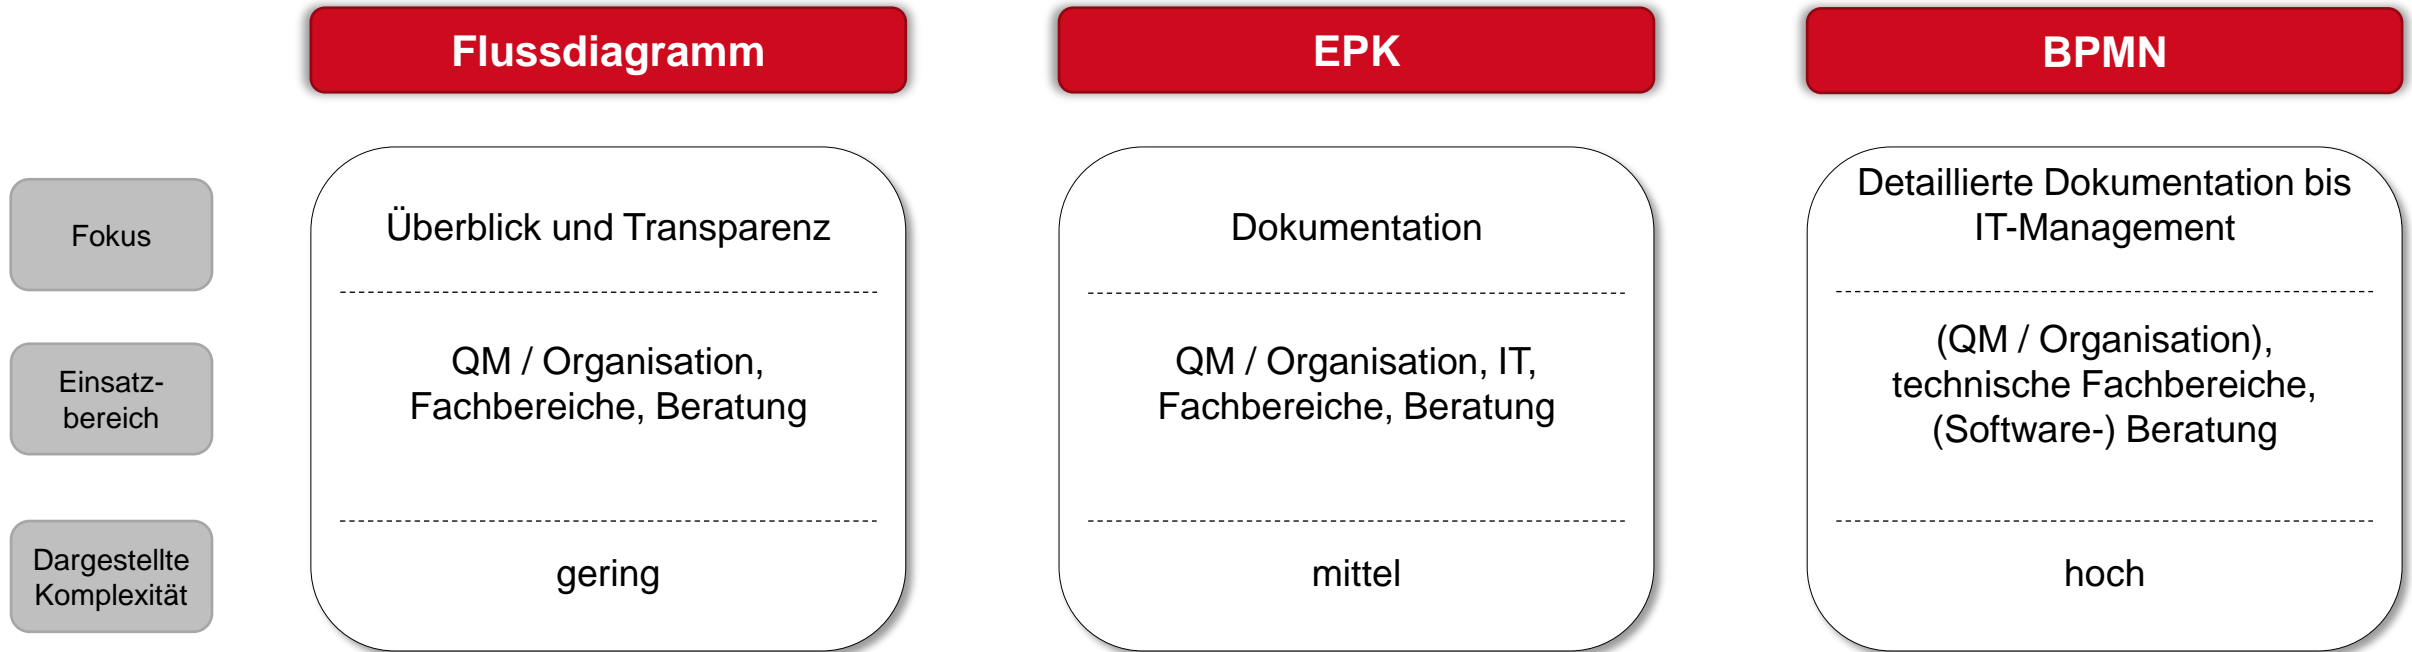 Flussdiagramm
EPK
BPMN
Fokus
Überblick und Transparenz
Dokumentation
Detaillierte Dokumentation bis
IT-Management
Einsatz-
bereich
QM / Organisation,
Fachbereiche, Beratung
QM / Organisation, IT,
Fachbereiche, Beratung
(QM / Organisation),
technische Fachbereiche,
(Software-) Beratung
Dargestellte
Komplexität
gering
mittel
hoch